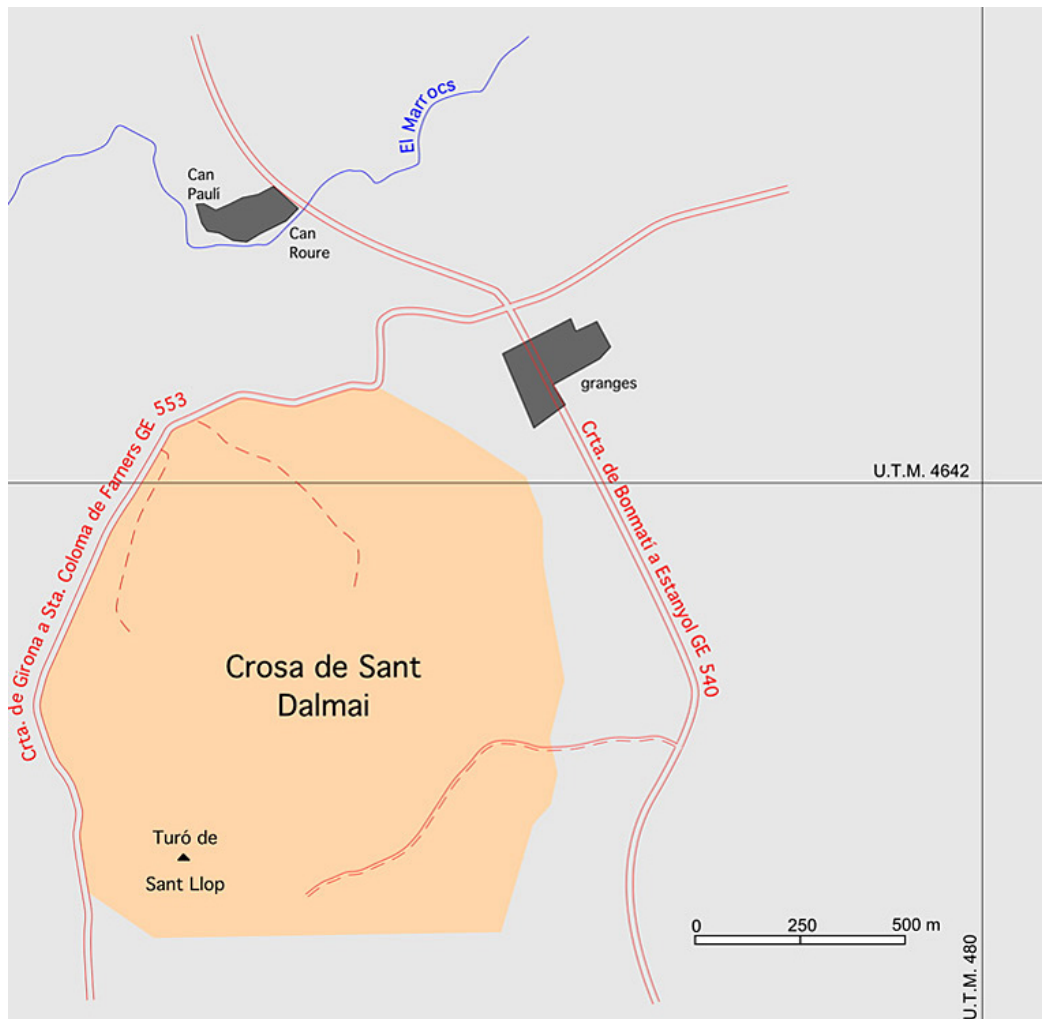 El Marrocs
Can
Paulí
Can
Roure
granges
Crta. de Girona a Sta. Coloma de Farners GE 553
Crta. de Bonmatí a Estanyol GE 540
U.T.M. 4642
Crosa de Sant
Dalmai
Turó de
Sant Llop
0 250 500 m
U.T.M. 480